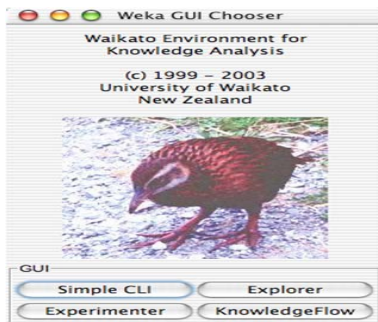 Weka GUI Chooser
Waikato Environment for
Knowledge Analysis
(c) 1999 – 2003
University of Waikato
New Zealand
GUI
Simple CLI Explorer
Experimenter KnowledgeFlow